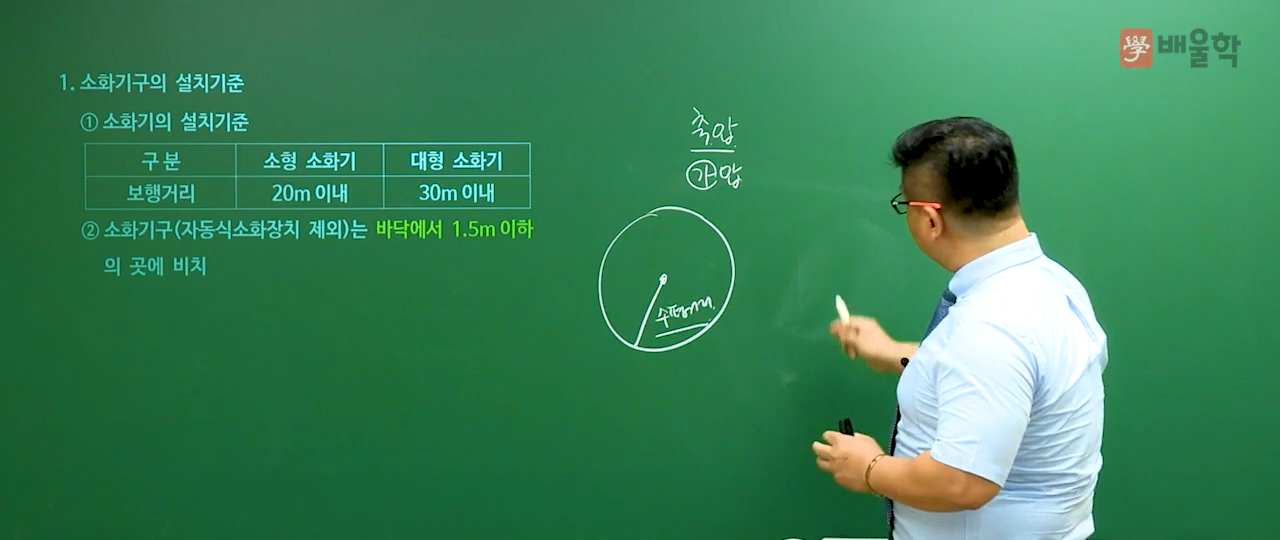 學 배울학
1. 소화기구의 설치기준
① 소화기의 설치기준
구분 소형 소화기 대형 소화기
보행거리 20m 이내 30m 이내
② 소화기구(자동식소화장치 제외)는 바닥에서 1.5m 이하
의 곳에 비치
축압
가압
수평거리